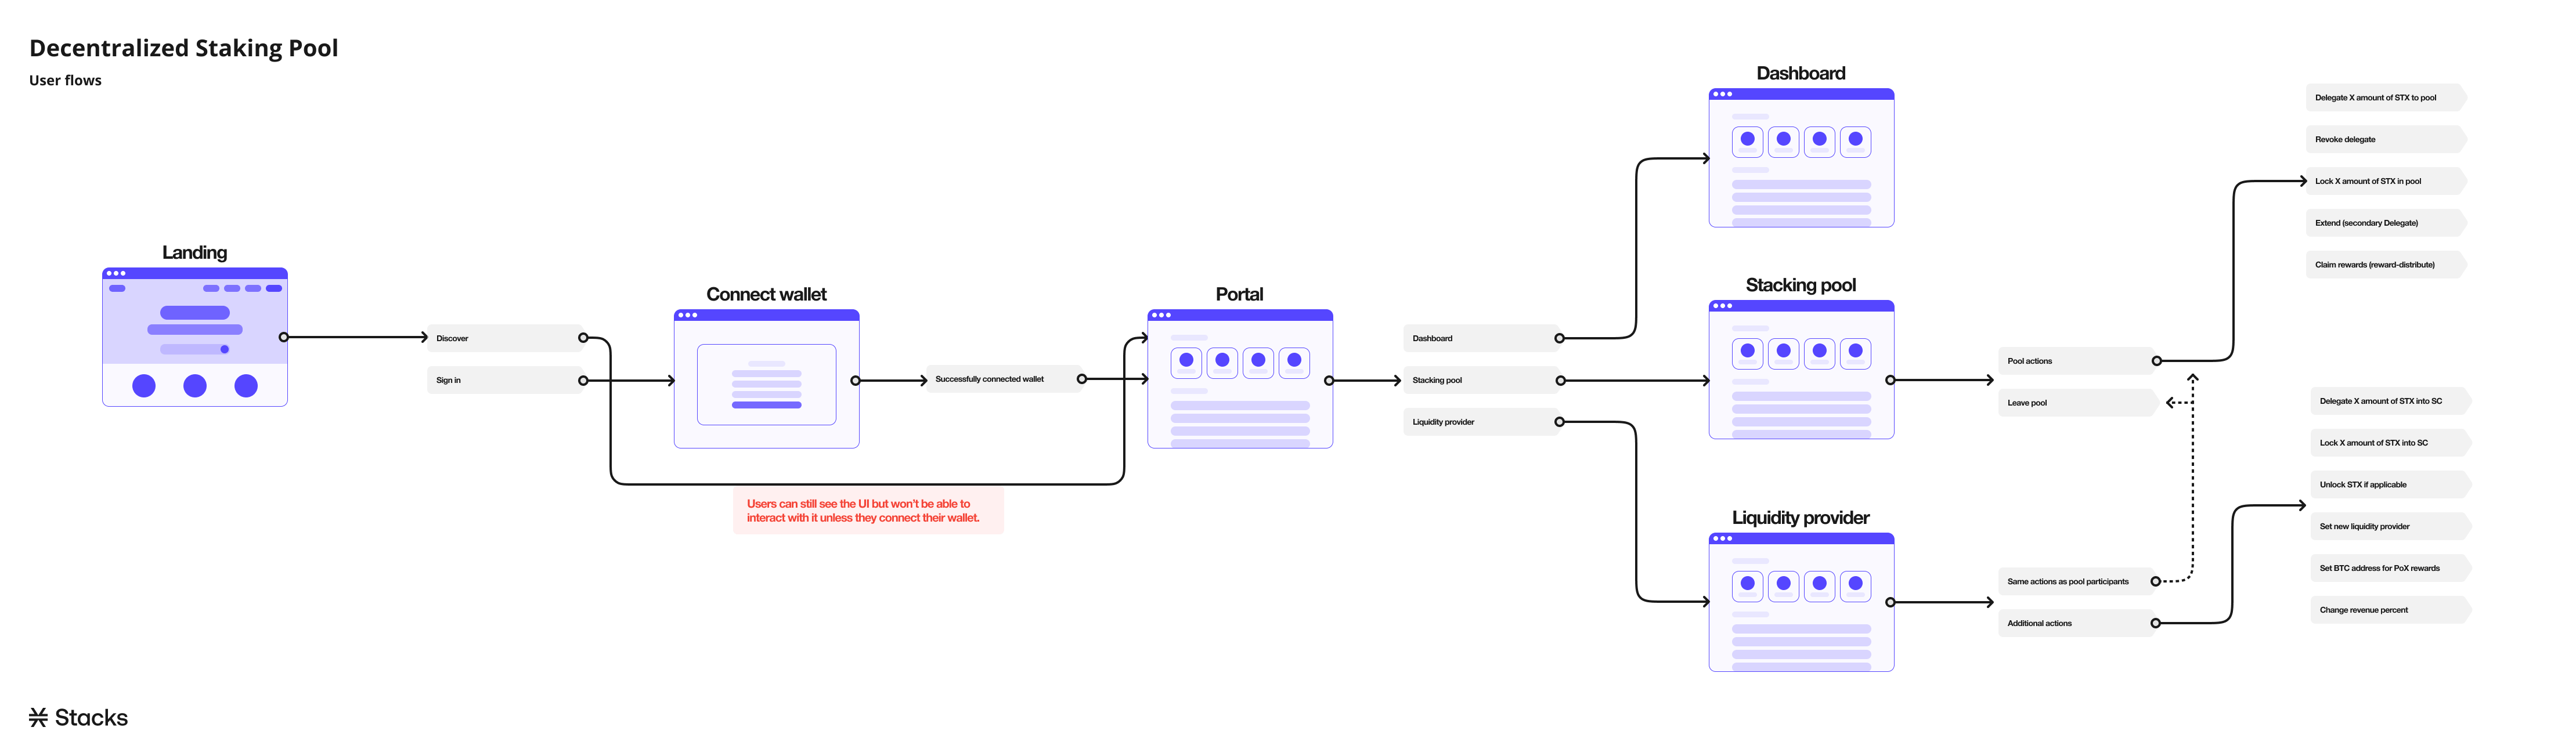 Decentralized Staking Pool
User flows
Landing
Discover
Sign in
Connect wallet
Successfully connected wallet
Users can still see the UI but won't be able to
interact with it unless they connect their wallet.
Portal
Dashboard
Stacking pool
Liquidity provider
Dashboard
Stacking pool
Liquidity provider
Pool actions
Leave pool
Same actions as pool participants
Additional actions
Delegate X amount of STX to pool
Revoke delegate
Lock X amount of STX in pool
Extend (secondary Delegate)
Claim rewards (reward-distribute)
Delegate X amount of STX into SC
Lock X amount of STX into SC
Unlock STX if applicable
Set new liquidity provider
Set BTC address for PoX rewards
Change revenue percent
Stacks